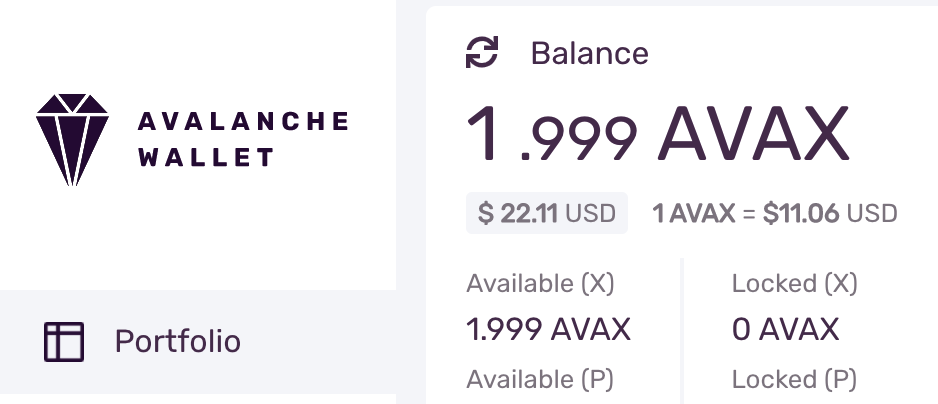 AVALANCHE
WALLET
Portfolio
Balance
1 .999 AVAX
$ 22.11 USD 1 AVAX = $11.06 USD
Available (X) Locked (X)
1.999 AVAX 0 AVAX
Available (P) Locked (P)